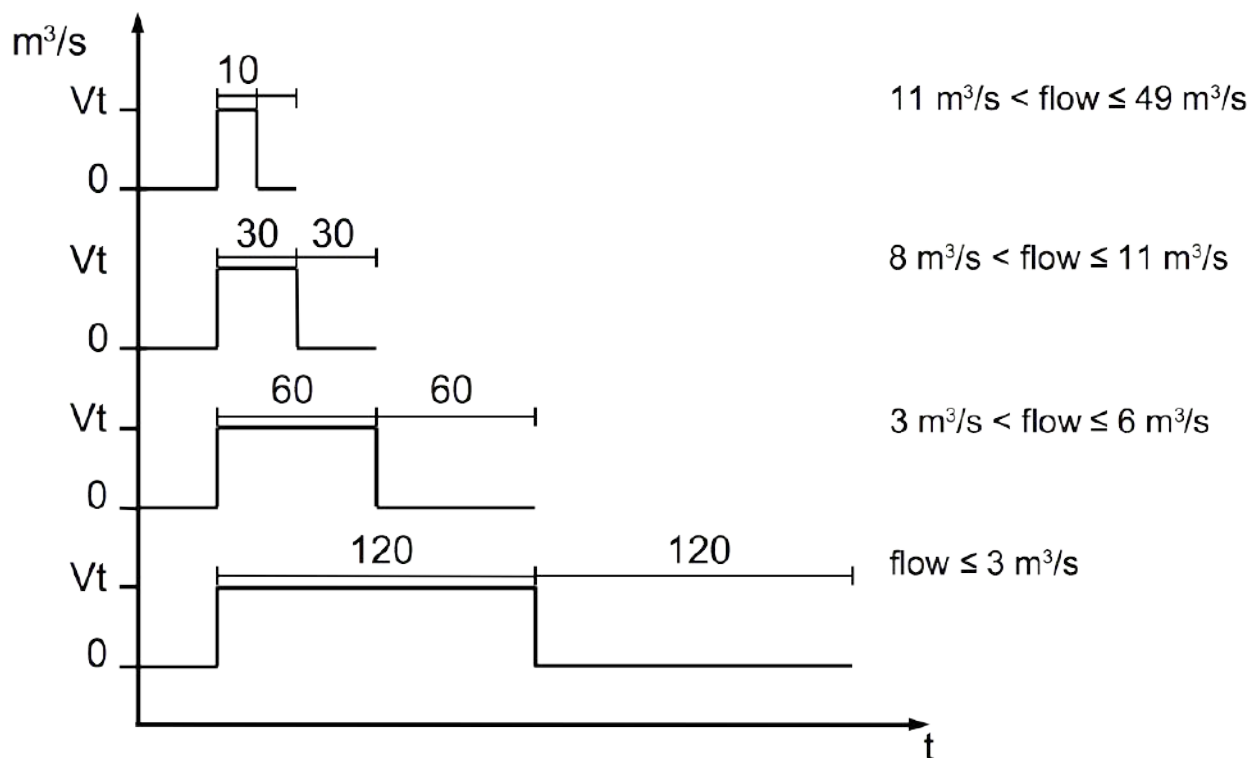 m³/s
10
Vt
11 m³/s < flow ≤ 49 m³/s
0
30 30
Vt
8 m³/s < flow ≤ 11 m³/s
0
60 60
Vt
3 m³/s < flow ≤ 6 m³/s
0
120 120
Vt
flow ≤ 3 m³/s
0
t